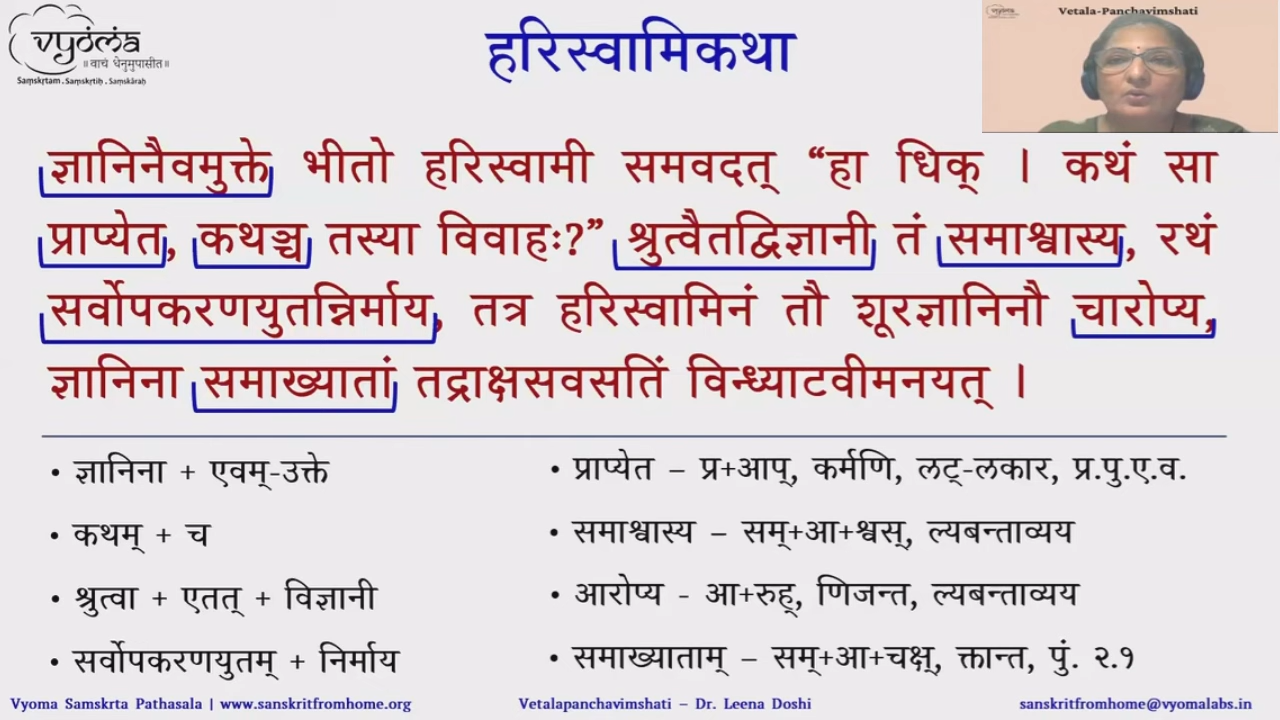 vyoma
॥ वाचं धेनुमुपासीत॥
Saṃskṛtam . Saṃskṛtiḥ . Saṃskāraḥ
हरिस्वामिकथा
Vetala-Panchavimshati
ज्ञानिनैवमुक्ते भीतो हरिस्वामी समवदत् “हा धिक् । कथं सा
प्राप्येत, कथञ्च तस्या विवाहः?” श्रुत्वैतद्विज्ञानी तं समाश्वास्य, रथं
सर्वोपकरणयुतन्निर्माय, तत्र हरिस्वामिनं तौ शूरज्ञानिनौ चारोप्य,
ज्ञानिना समाख्यातां तद्राक्षसवसतिं विन्ध्याटवीमनयत् ।
• ज्ञानिना + एवम्-उक्ते
• कथम् + च
• श्रुत्वा + एतत् + विज्ञानी
• सर्वोपकरणयुतम् + निर्माय
• प्राप्येत – प्र+आप्, कर्मणि, लट्-लकार, प्र.पु.ए.व.
• समाश्वास्य – सम्+आ+श्वस्, ल्यबन्ताव्यय
• आरोप्य - आ+रुह्, णिजन्त, ल्यबन्ताव्यय
• समाख्याताम् – सम्+आ+चक्ष्, क्तान्त, पुं. २.१
Vyoma Samskrta Pathasala | www.sanskritfromhome.org
Vetalapanchavimshati – Dr. Leena Doshi
sanskritfromhome@vyomalabs.in